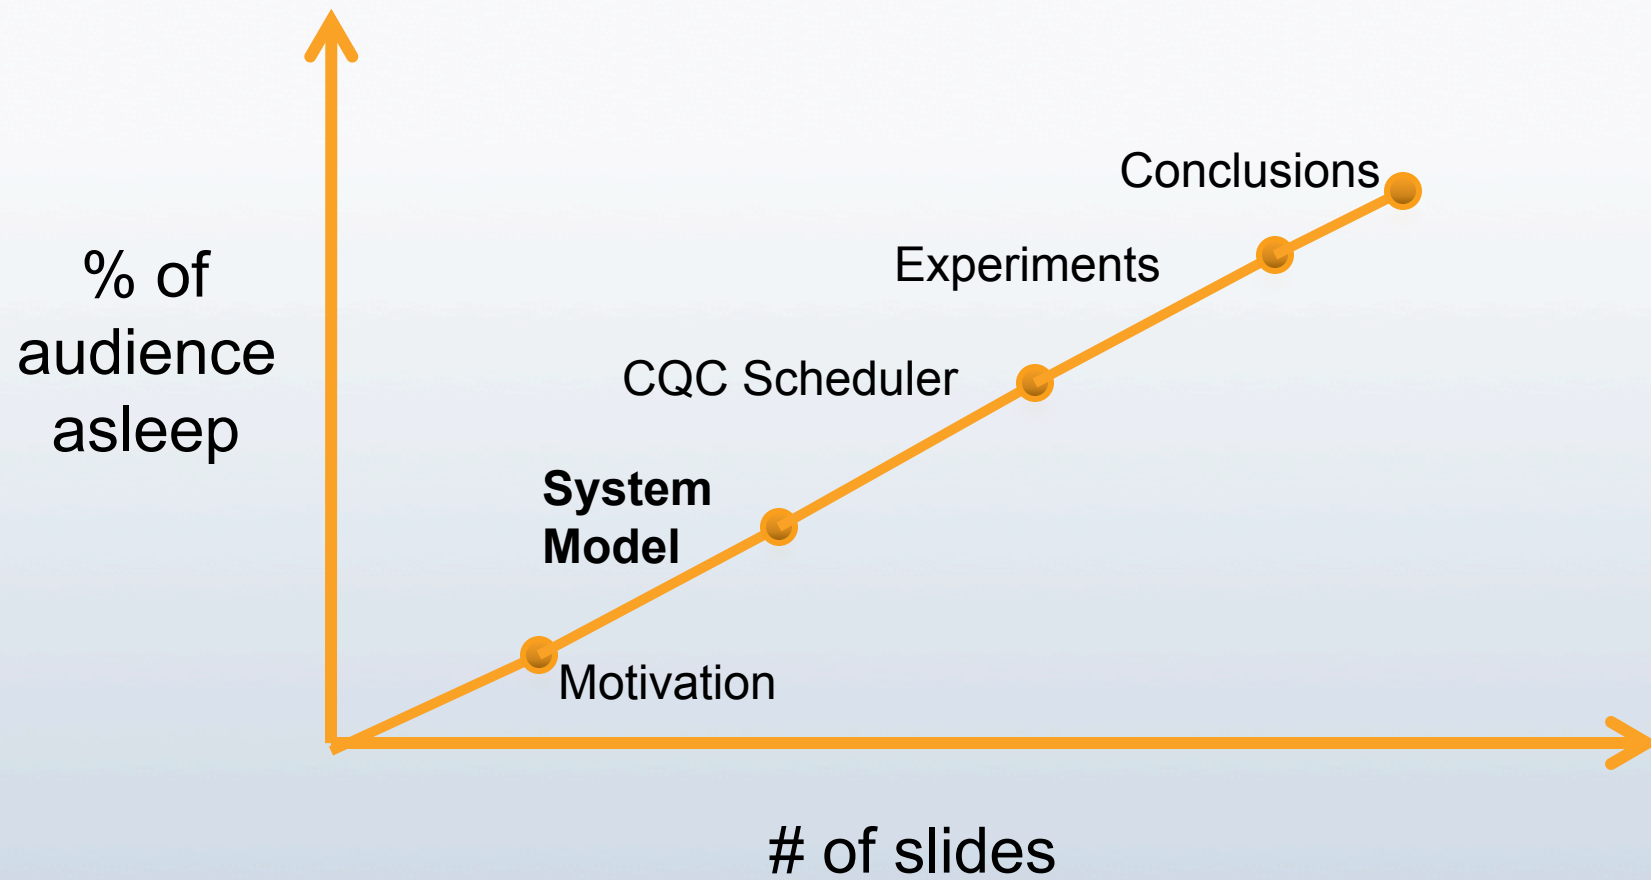 Conclusions
Experiments
% of
audience
asleep
CQC Scheduler
System
Model
Motivation
# of slides